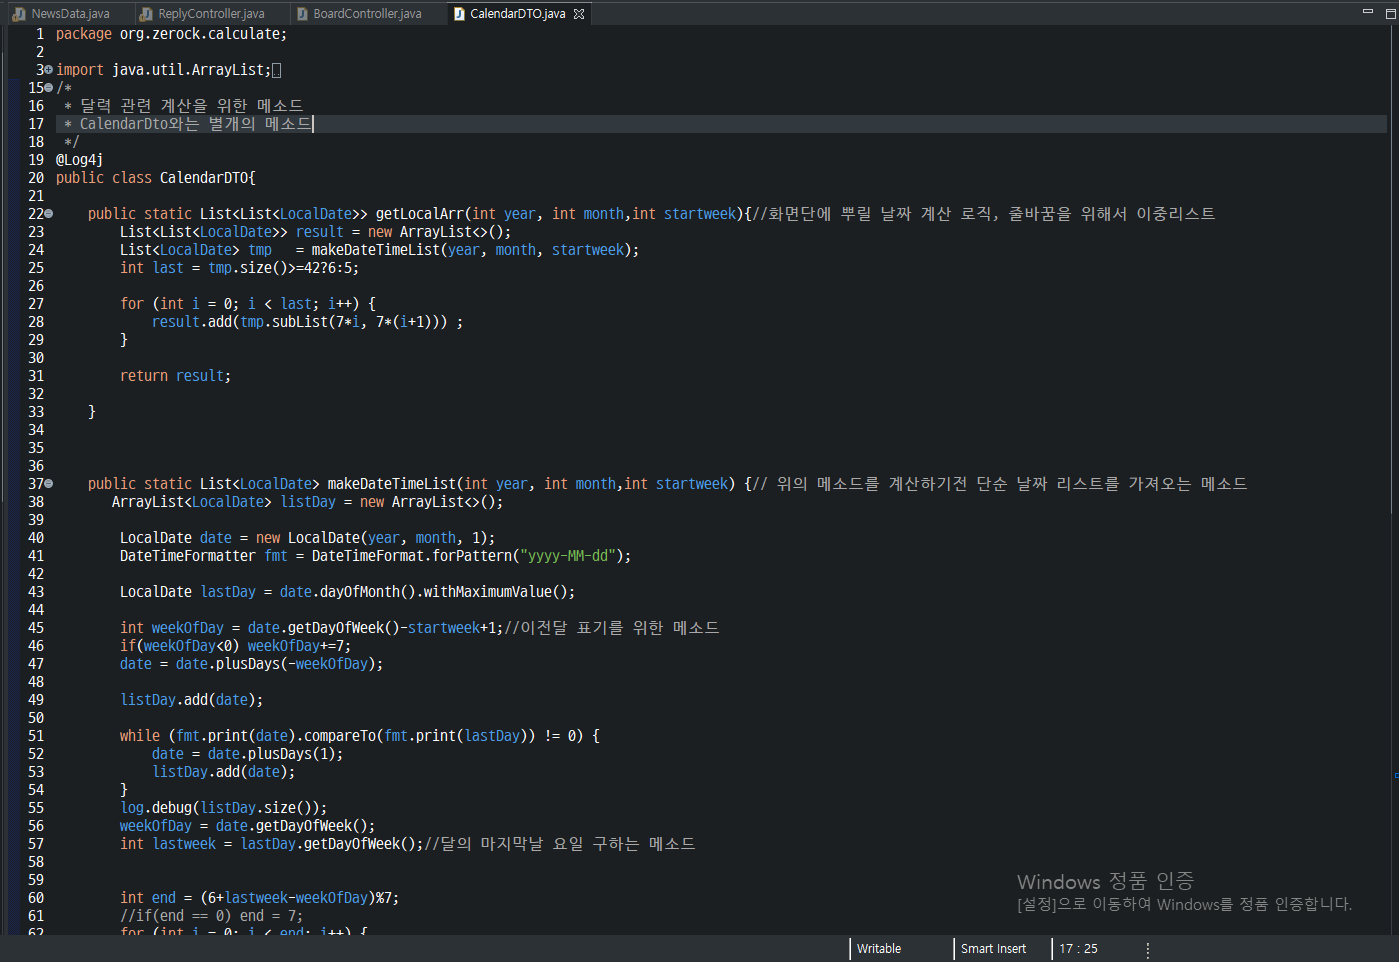 NewsData.java ReplyController.java BoardController.java CalendarDTO.java
1 package org.zerock.calculate;
2
3 import java.util.ArrayList;
15 /*
16  * 달력 관련 계산을 위한 메소드
17  * CalendarDto와는 별개의 메소드
18  */
19 @Log4j
20 public class CalendarDTO{
21
22     public static List<List<LocalDate>> getLocalArr(int year, int month,int startweek){//화면단에 뿌릴 날짜 계산 로직, 줄바꿈을 위해서 이중리스트
23         List<List<LocalDate>> result = new ArrayList<>();
24         List<LocalDate> tmp   = makeDateTimeList(year, month, startweek);
25         int last = tmp.size()>=42?6:5;
26
27         for (int i = 0; i < last; i++) {
28             result.add(tmp.subList(7*i, 7*(i+1))) ;
29         }
30
31         return result;
32
33     }
34
35
36
37     public static List<LocalDate> makeDateTimeList(int year, int month,int startweek) {// 위의 메소드를 계산하기전 단순 날짜 리스트를 가져오는 메소드
38        ArrayList<LocalDate> listDay = new ArrayList<>();
39
40         LocalDate date = new LocalDate(year, month, 1);
41         DateTimeFormatter fmt = DateTimeFormat.forPattern("yyyy-MM-dd");
42
43         LocalDate lastDay = date.dayOfMonth().withMaximumValue();
44
45         int weekOfDay = date.getDayOfWeek()-startweek+1;//이전달 표기를 위한 메소드
46         if(weekOfDay<0) weekOfDay+=7;
47         date = date.plusDays(-weekOfDay);
48
49         listDay.add(date);
50
51         while (fmt.print(date).compareTo(fmt.print(lastDay)) != 0) {
52             date = date.plusDays(1);
53             listDay.add(date);
54         }
55         log.debug(listDay.size());
56         weekOfDay = date.getDayOfWeek();
57         int lastweek = lastDay.getDayOfWeek();//달의 마지막날 요일 구하는 메소드
58
59
60         int end = (6+lastweek-weekOfDay)%7;
61         //if(end == 0) end = 7;
62         for (int i = 0; i < end; i++) {
Windows 정품 인증
[설정]으로 이동하여 Windows를 정품 인증합니다.
Writable Smart Insert 17 : 25